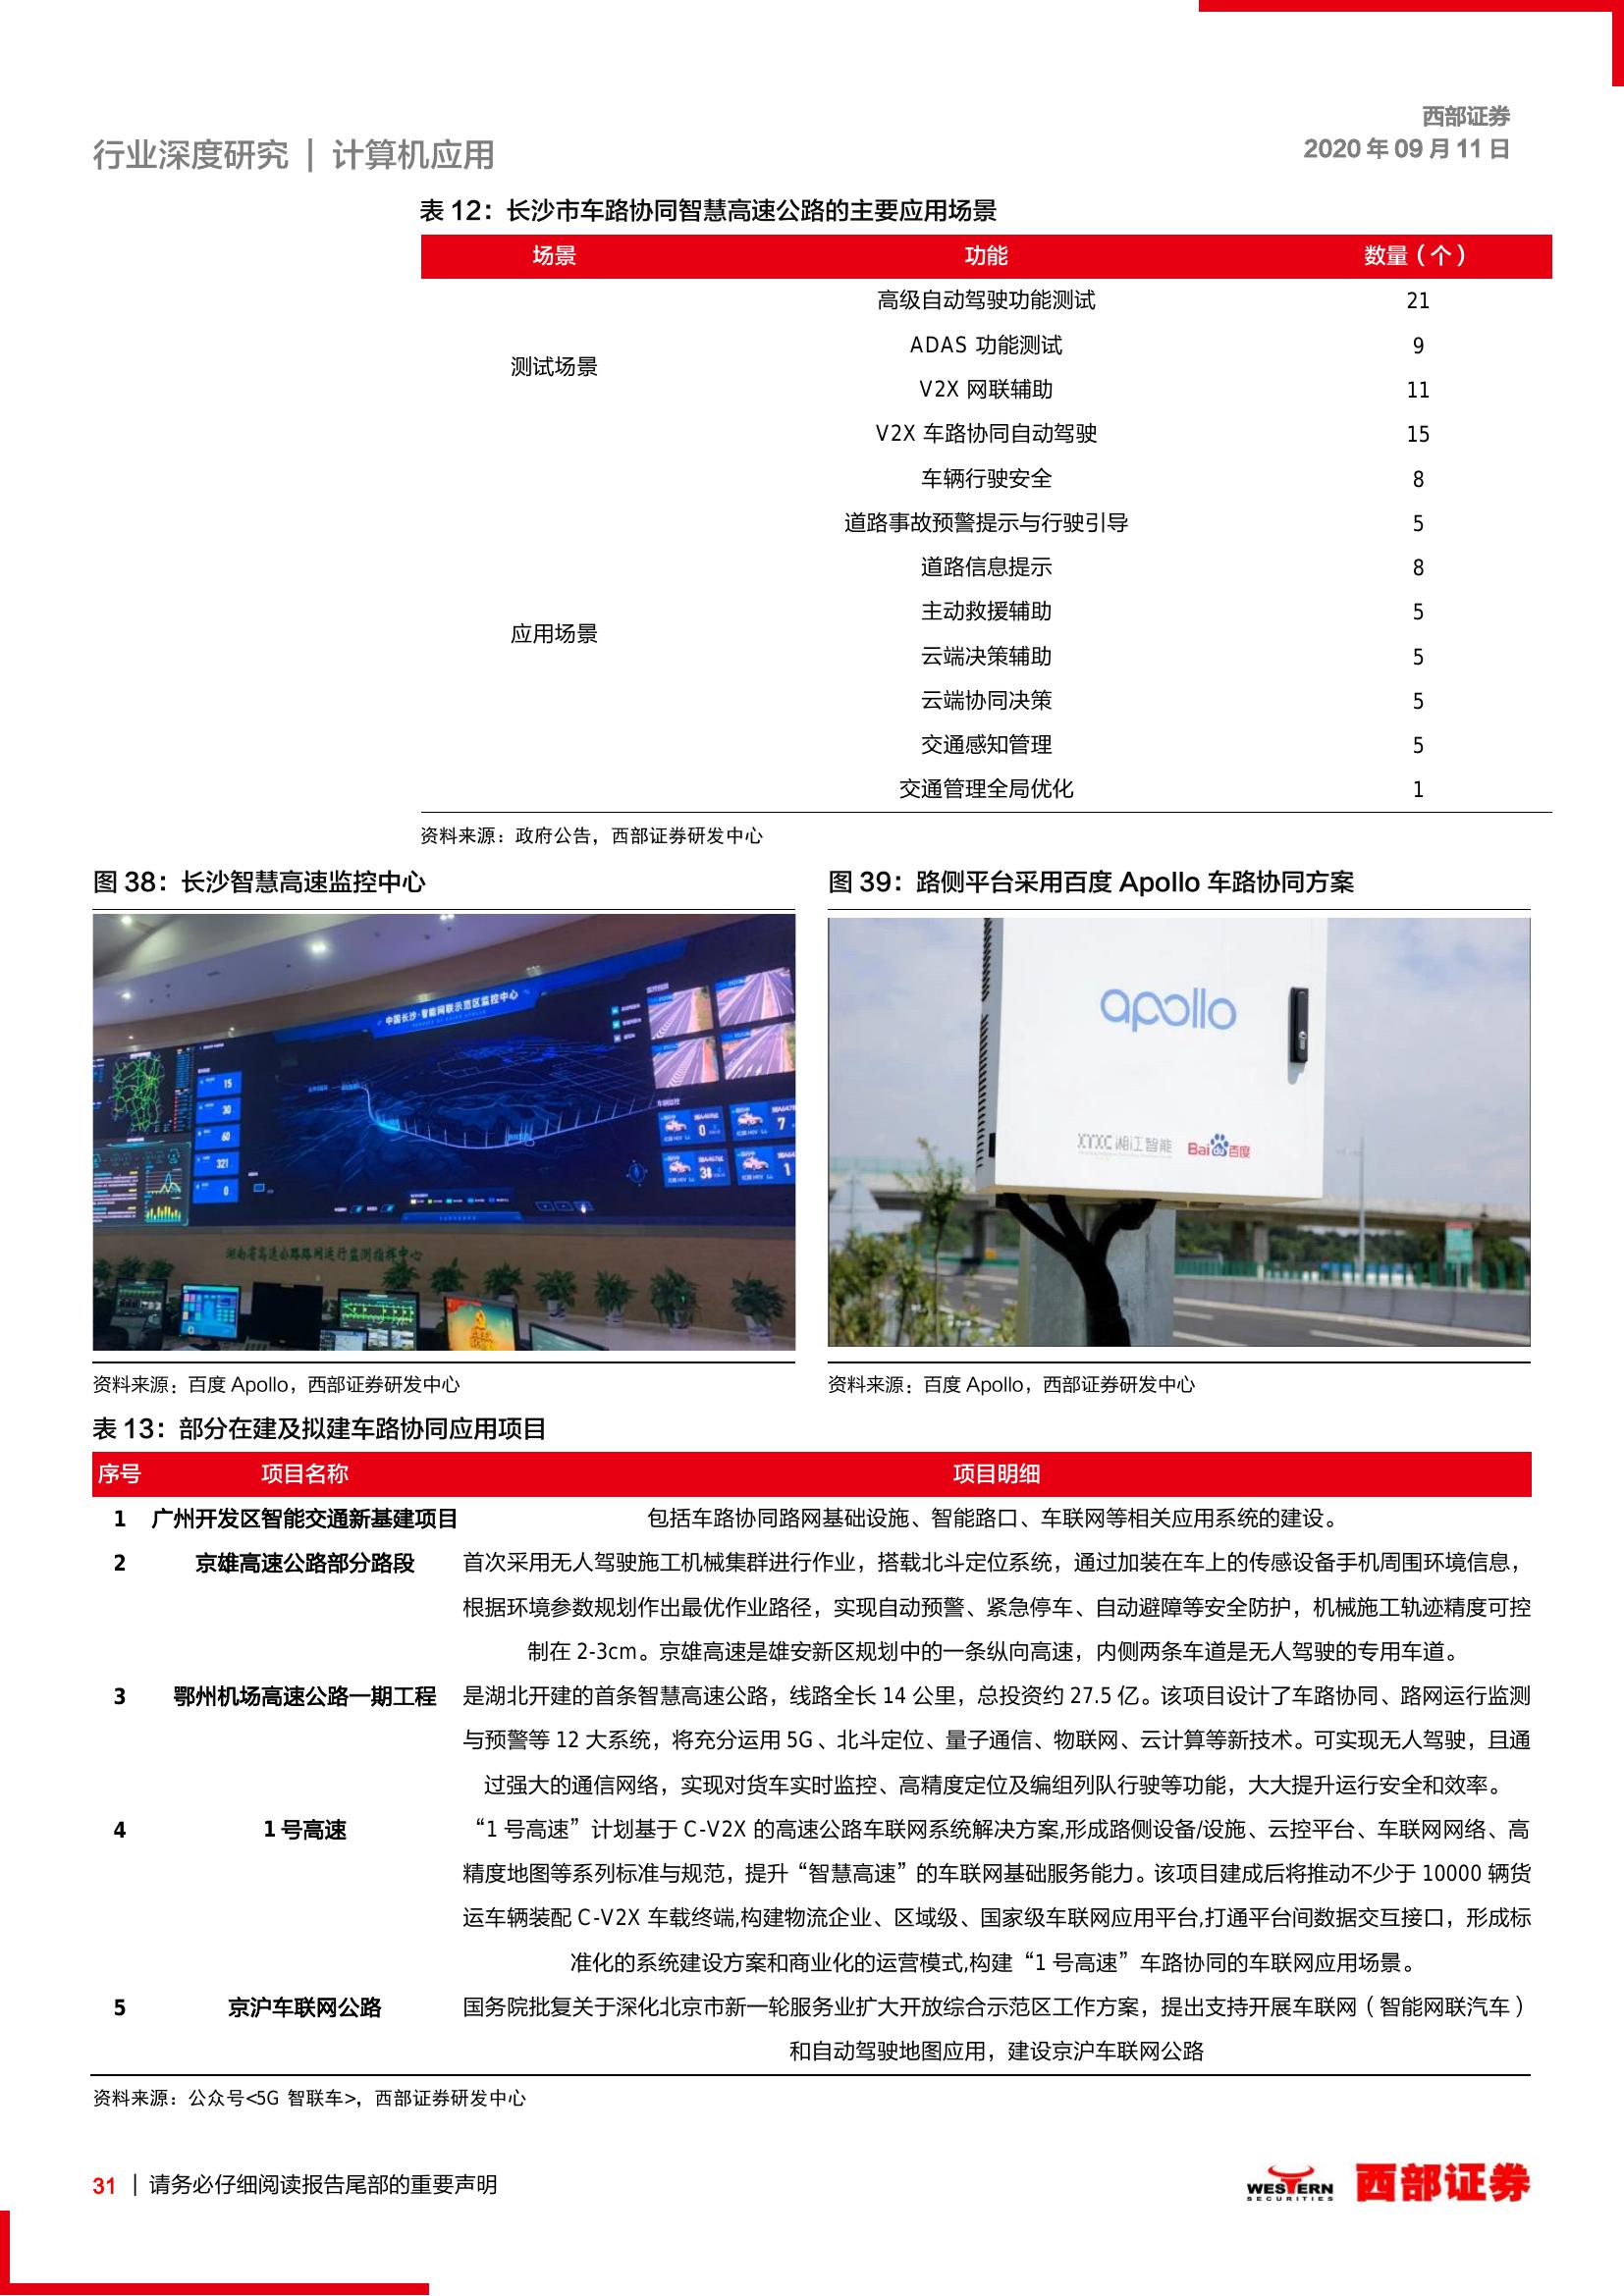 西部证券
行业深度研究 | 计算机应用
2020 年 09 月 11 日
表 12：长沙市车路协同智慧高速公路的主要应用场景
场景 功能 数量（个）
测试场景
高级自动驾驶功能测试 21
ADAS 功能测试 9
V2X 网联辅助 11
V2X 车路协同自动驾驶 15
应用场景
车辆行驶安全 8
道路事故预警提示与行驶引导 5
道路信息提示 8
主动救援辅助 5
云端决策辅助 5
云端协同决策 5
交通感知管理 5
交通管理全局优化 1
资料来源：政府公告，西部证券研发中心
图 38：长沙智慧高速监控中心
中国长沙·智能网联示范区监控中心
15
30
60
321
0
0
7
湖南省高速公路路网运行监测指挥中心
资料来源：百度 Apollo，西部证券研发中心
图 39：路侧平台采用百度 Apollo 车路协同方案
apollo
XYXC 湘江智能 Bai 百度
资料来源：百度 Apollo，西部证券研发中心
表 13：部分在建及拟建车路协同应用项目
序号 项目名称 项目明细
1 广州开发区智能交通新基建项目 包括车路协同路网基础设施、智能路口、车联网等相关应用系统的建设。
2 京雄高速公路部分路段 首次采用无人驾驶施工机械集群进行作业，搭载北斗定位系统，通过加装在车上的传感设备手机周围环境信息，
根据环境参数规划作出最优作业路径，实现自动预警、紧急停车、自动避障等安全防护，机械施工轨迹精度可控
制在 2-3cm。京雄高速是雄安新区规划中的一条纵向高速，内侧两条车道是无人驾驶的专用车道。
3 鄂州机场高速公路一期工程 是湖北开建的首条智慧高速公路，线路全长 14 公里，总投资约 27.5 亿。该项目设计了车路协同、路网运行监测
与预警等 12 大系统，将充分运用 5G、北斗定位、量子通信、物联网、云计算等新技术。可实现无人驾驶，且通
过强大的通信网络，实现对货车实时监控、高精度定位及编组列队行驶等功能，大大提升运行安全和效率。
4 1 号高速 “1 号高速”计划基于 C-V2X 的高速公路车联网系统解决方案,形成路侧设备/设施、云控平台、车联网网络、高
精度地图等系列标准与规范，提升“智慧高速”的车联网基础服务能力。该项目建成后将推动不少于 10000 辆货
运车辆装配 C-V2X 车载终端,构建物流企业、区域级、国家级车联网应用平台,打通平台间数据交互接口，形成标
准化的系统建设方案和商业化的运营模式,构建“1 号高速”车路协同的车联网应用场景。
5 京沪车联网公路 国务院批复关于深化北京市新一轮服务业扩大开放综合示范区工作方案，提出支持开展车联网（智能网联汽车）
和自动驾驶地图应用，建设京沪车联网公路
资料来源：公众号<5G 智联车>，西部证券研发中心
31 | 请务必仔细阅读报告尾部的重要声明
WESTERN
SECURITIES
西部证券